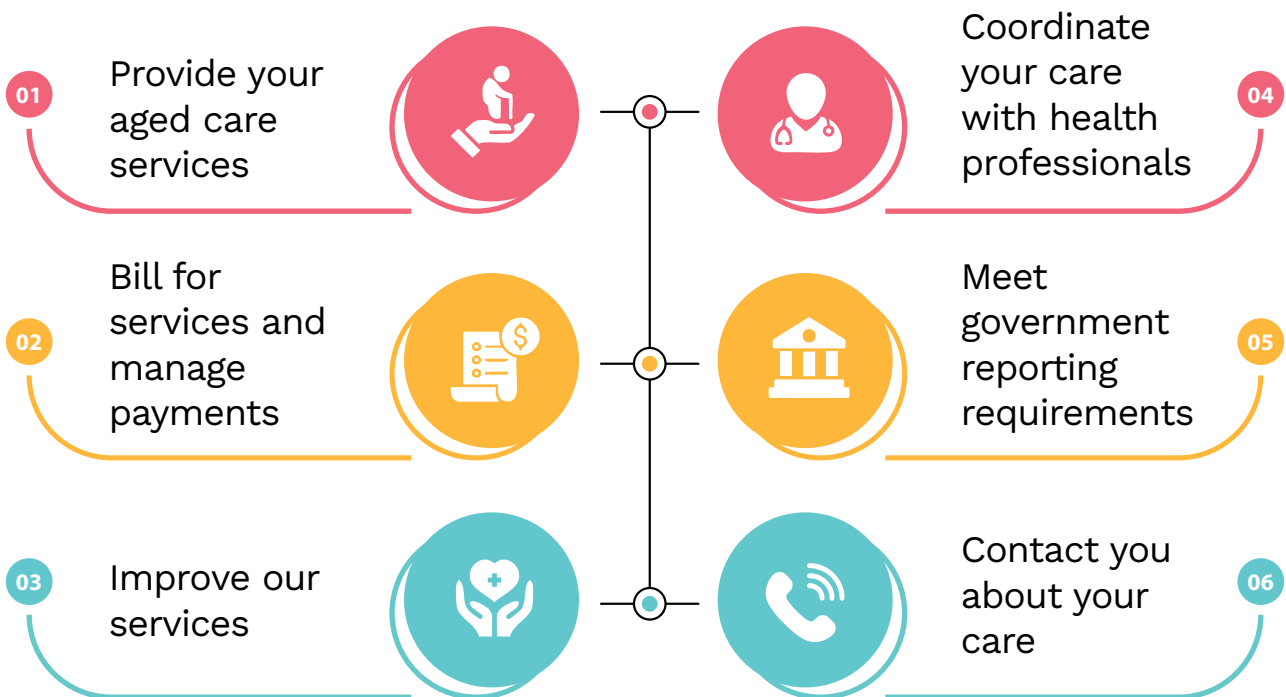 01
Provide your
aged care
services
02
Bill for
services and
manage
payments
$
03
Improve our
services
04
Coordinate
your care
with health
professionals
05
Meet
government
reporting
requirements
06
Contact you
about your
care